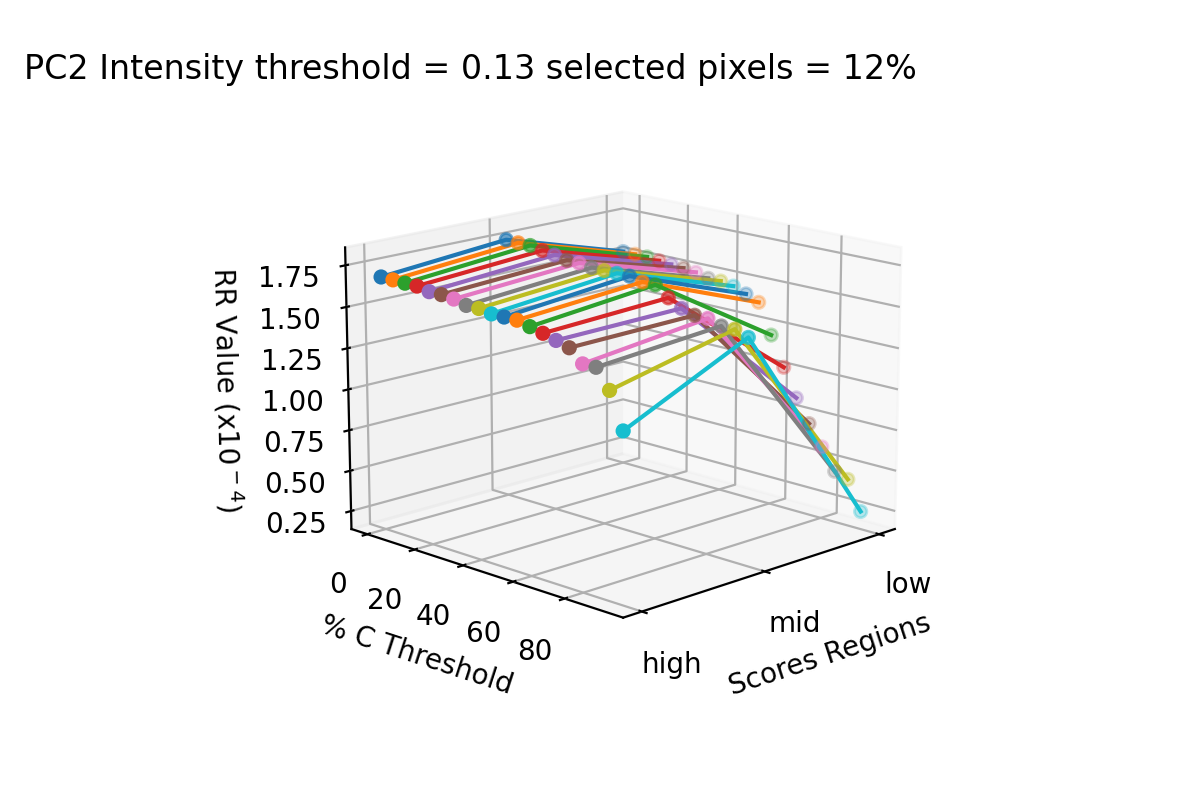 PC2 Intensity threshold = 0.13 selected pixels = 12%
RR Value (x10⁻⁴)
1.75
1.50
1.25
1.00
0.75
0.50
0.25
0
20
40
60
80
% C Threshold
high
mid
low
Scores Regions